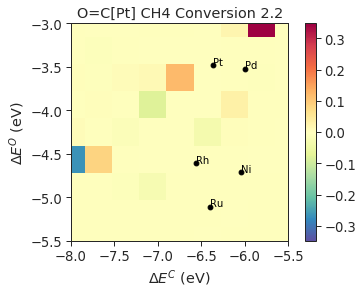 O=C[Pt] CH4 Conversion 2.2
−3.0
−3.5
−4.0
−4.5
−5.0
−5.5
ΔE^O (eV)
Pt
Pd
Rh
Ni
Ru
−8.0 −7.5 −7.0 −6.5 −6.0 −5.5
ΔE^C (eV)
0.3
0.2
0.1
0.0
−0.1
−0.2
−0.3